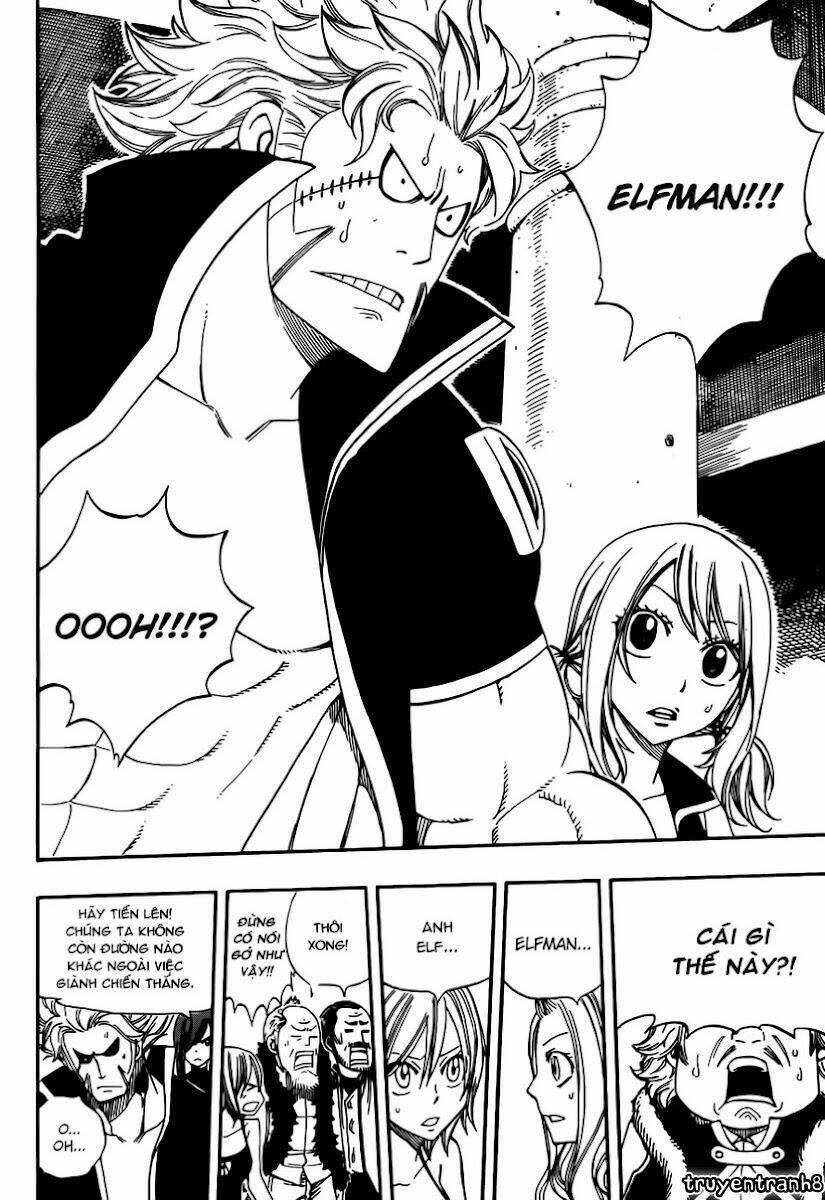 ELFMAN!!!
OOOH!!!?
CÁI GÌ
THẾ NÀY?!
ELFMAN...
ANH
ELF...
THÔI
XONG!
ĐỪNG
CÓ NÓI
GỞ NHƯ
VẬY!!
HÃY TIẾN LÊN!
CHÚNG TA KHÔNG
CÒN ĐƯỜNG NÀO
KHÁC NGOÀI VIỆC
GIÀNH CHIẾN THẮNG.
O...
OH...
truyentranh8